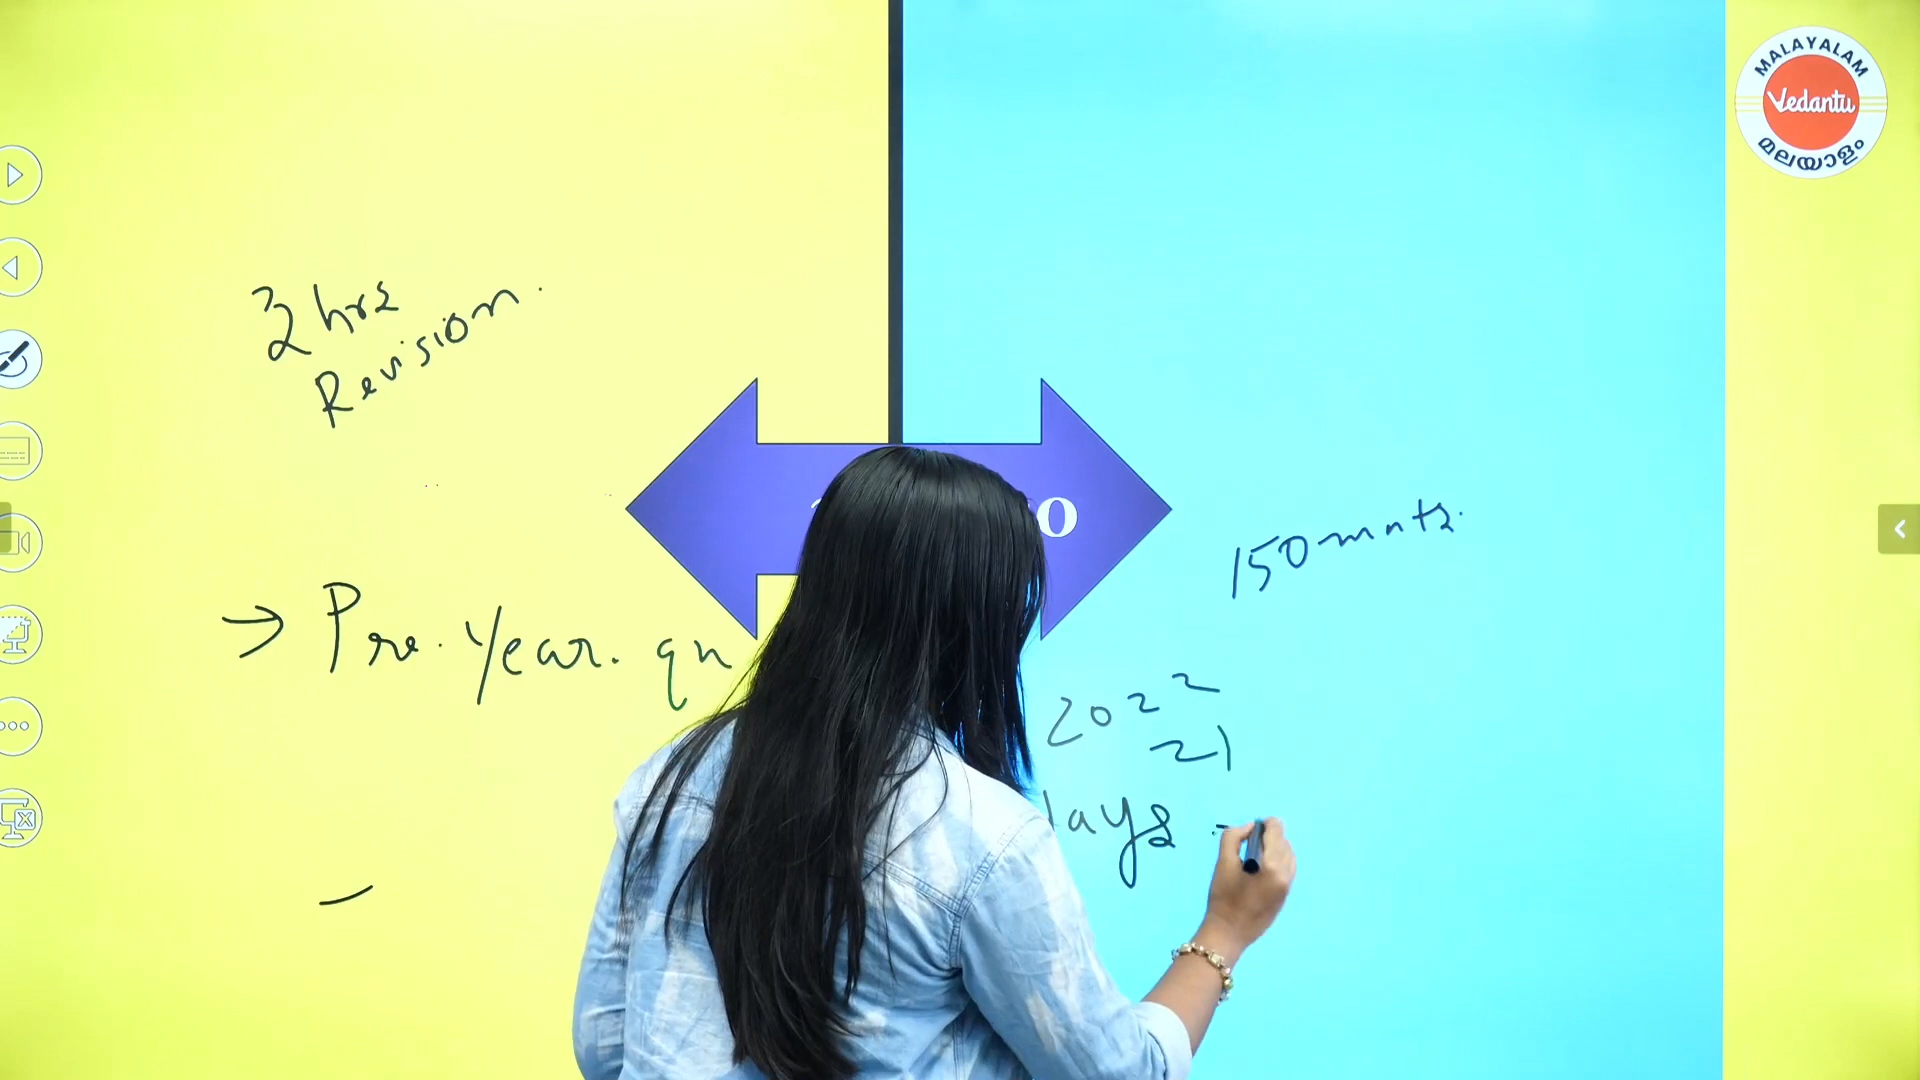 MALAYALAM
Vedantu
മലയാളം
2 hrs
Revision.
150 mnts.
→ Pre. year. qn
2022
21
days -